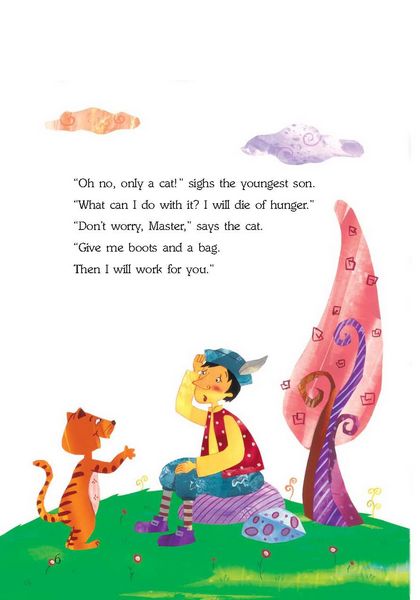 “Oh no, only a cat!” sighs the youngest son.
“What can I do with it? I will die of hunger.”
“Don’t worry, Master,” says the cat.
“Give me boots and a bag.
Then I will work for you.”
6